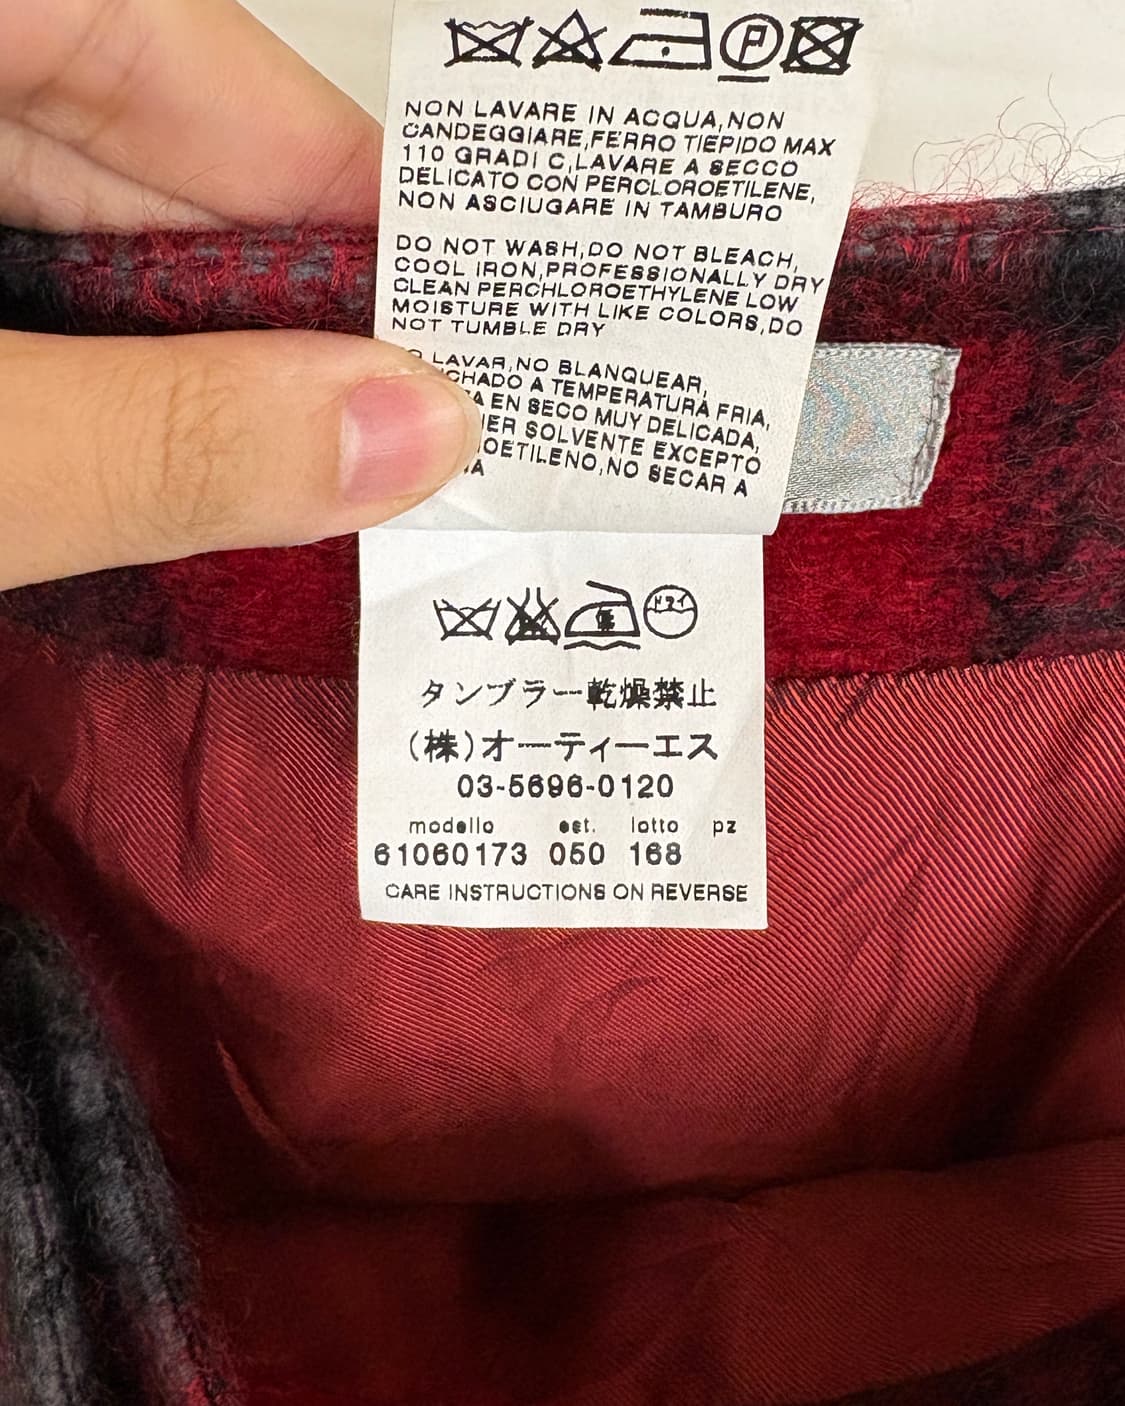 P
NON LAVARE IN ACQUA,NON
CANDEGGIARE,FERRO TIEPIDO MAX
110 GRADI C,LAVARE A SECCO
DELICATO CON PERCLOROETILENE,
NON ASCIUGARE IN TAMBURO
DO NOT WASH,DO NOT BLEACH,
COOL IRON,PROFESSIONALLY DRY
CLEAN PERCHLOROETHYLENE LOW
MOISTURE WITH LIKE COLORS,DO
NOT TUMBLE DRY
LAVAR,NO BLANQUEAR,
A TEMPERATURA FRIA,
EN SECO MUY DELICADA,
SOLVENTE EXCEPTO
NO SECAR A
低 ドライ
タンブラー乾燥禁止
(株)オーティーエス
03-5696-0120
modello est. lotto pz
61060173 050 168
CARE INSTRUCTIONS ON REVERSE